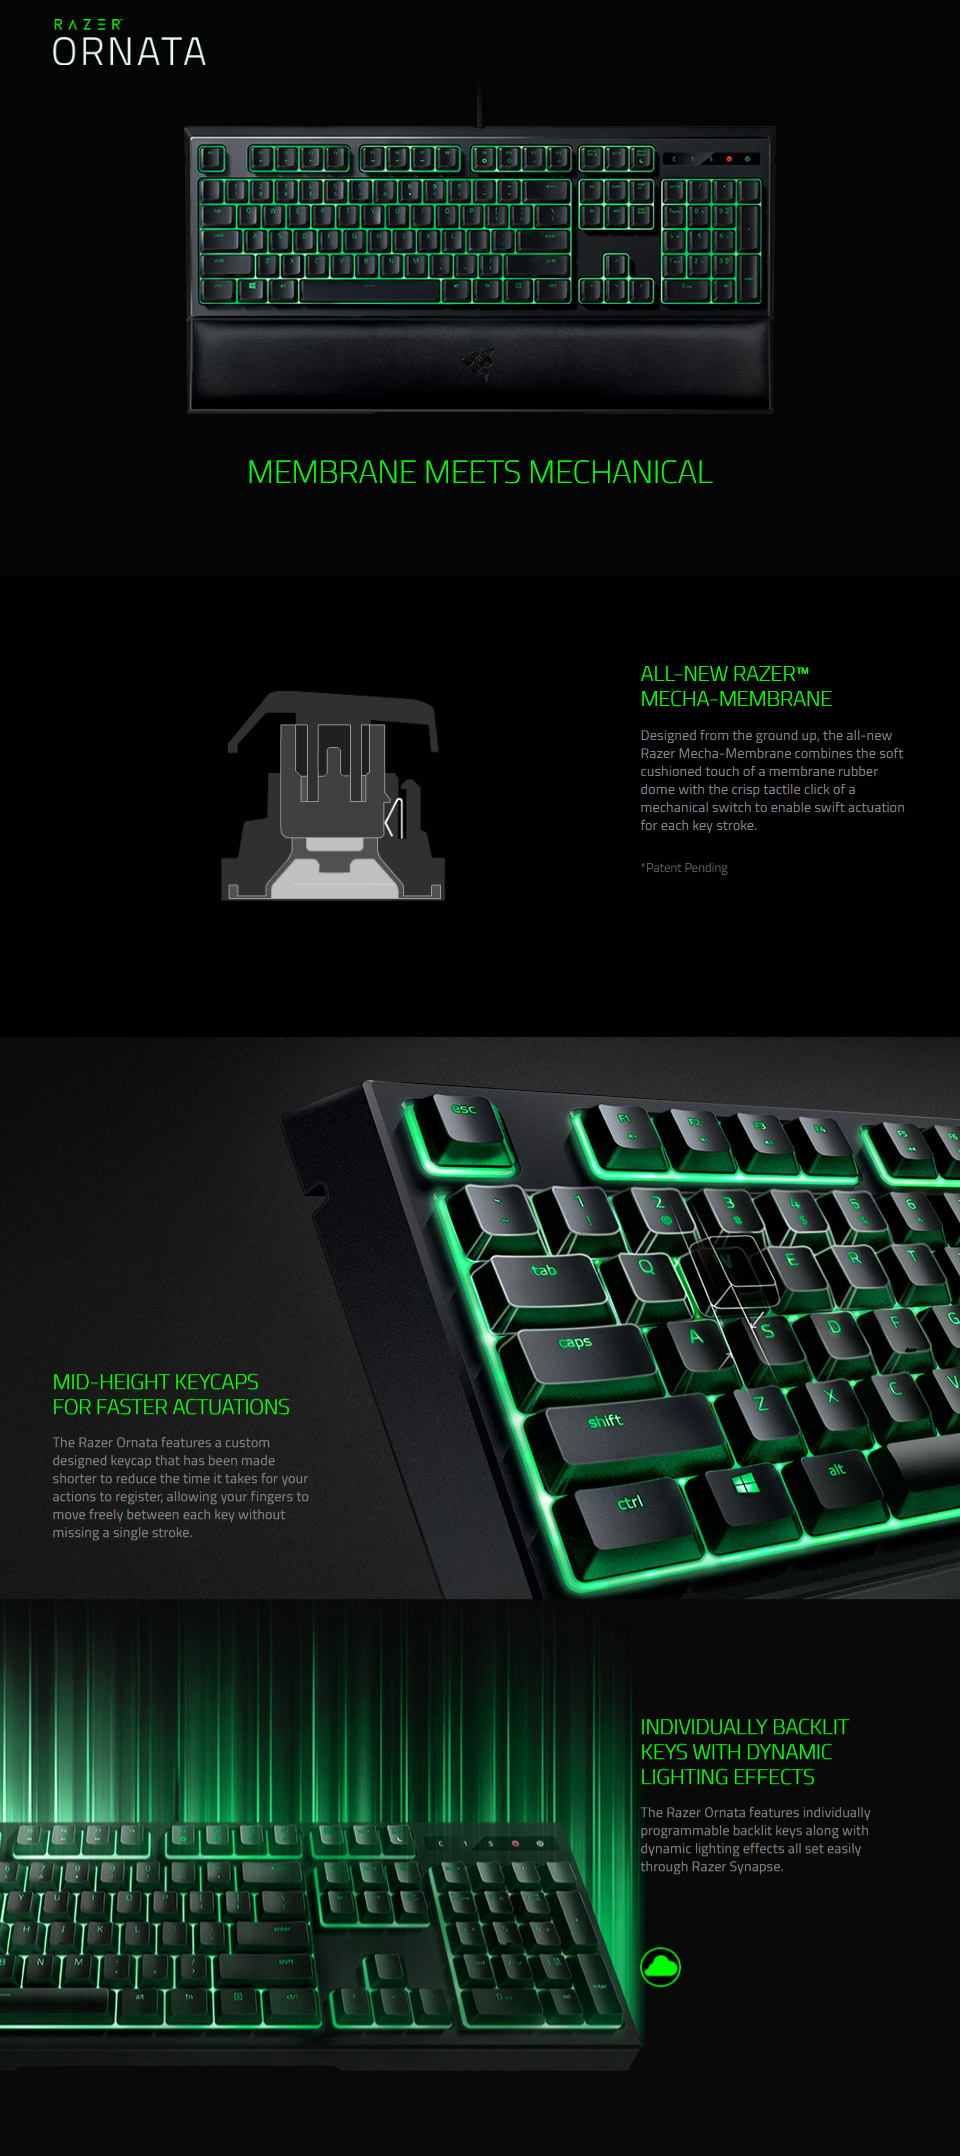 RAZER
ORNATA
MEMBRANE MEETS MECHANICAL
ALL-NEW RAZER™
MECHA-MEMBRANE
Designed from the ground up, the all-new
Razer Mecha-Membrane combines the soft
cushioned touch of a membrane rubber
dome with the crisp tactile click of a
mechanical switch to enable swift actuation
for each key stroke.
*Patent Pending
esc F1 F2 F3 F4 F5 F6
~ 1 ! 2 @ 3 # 4 $ 5 % 6 ^
tab Q W E R T
caps A S D F G
shift Z X C V
ctrl alt
MID-HEIGHT KEYCAPS
FOR FASTER ACTUATIONS
The Razer Ornata features a custom
designed keycap that has been made
shorter to reduce the time it takes for your
actions to register, allowing your fingers to
move freely between each key without
missing a single stroke.
INDIVIDUALLY BACKLIT
KEYS WITH DYNAMIC
LIGHTING EFFECTS
The Razer Ornata features individually
programmable backlit keys along with
dynamic lighting effects all set easily
through Razer Synapse.
Y U I O P
H J K L enter
B N M shift
alt fn ctrl enter